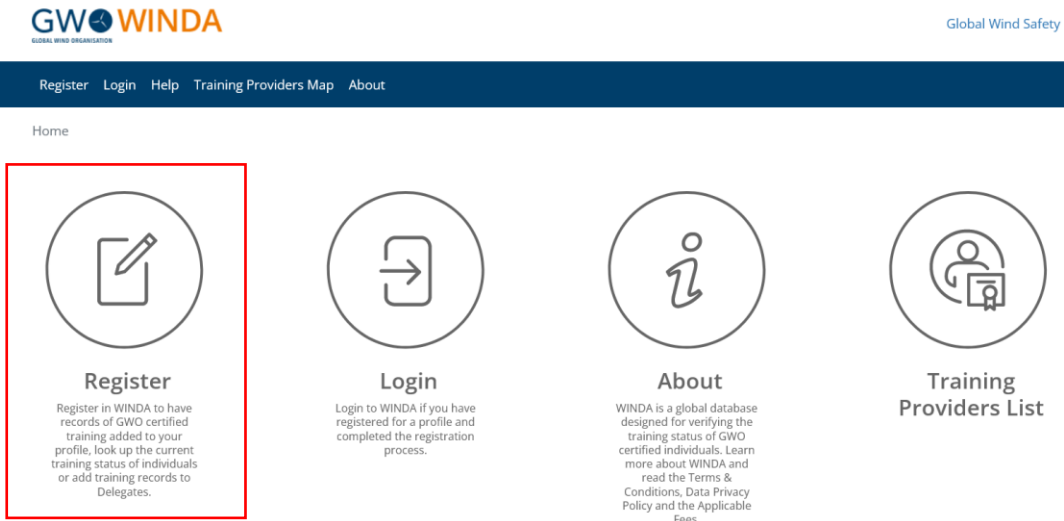 GWO WINDA
GLOBAL WIND ORGANISATION
Global Wind Safety
Register Login Help Training Providers Map About
Home
Register
Register in WINDA to have
records of GWO certified
training added to your
profile, look up the current
training status of individuals
or add training records to
Delegates.
Login
Login to WINDA if you have
registered for a profile and
completed the registration
process.
About
WINDA is a global database
designed for verifying the
training status of GWO
certified individuals. Learn
more about WINDA and
read the Terms &
Conditions, Data Privacy
Policy and the Applicable
Fees
Training
Providers List